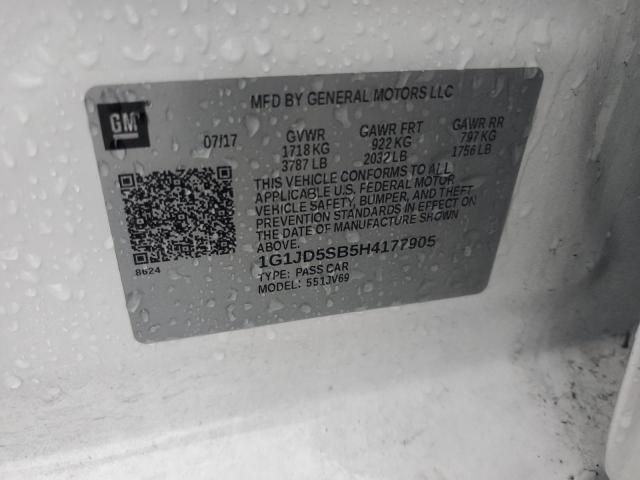 MFD BY GENERAL MOTORS LLC
GM
07/17 GVWR GAWR FRT GAWR RR
1718 KG 922 KG 797 KG
3787 LB 2032 LB 1756 LB
THIS VEHICLE CONFORMS TO ALL
APPLICABLE U.S. FEDERAL MOTOR
VEHICLE SAFETY, BUMPER, AND THEFT
PREVENTION STANDARDS IN EFFECT ON
THE DATE OF MANUFACTURE SHOWN
ABOVE.
1G1JD5SB5H4177905
TYPE: PASS CAR
MODEL: 551JV69
8624